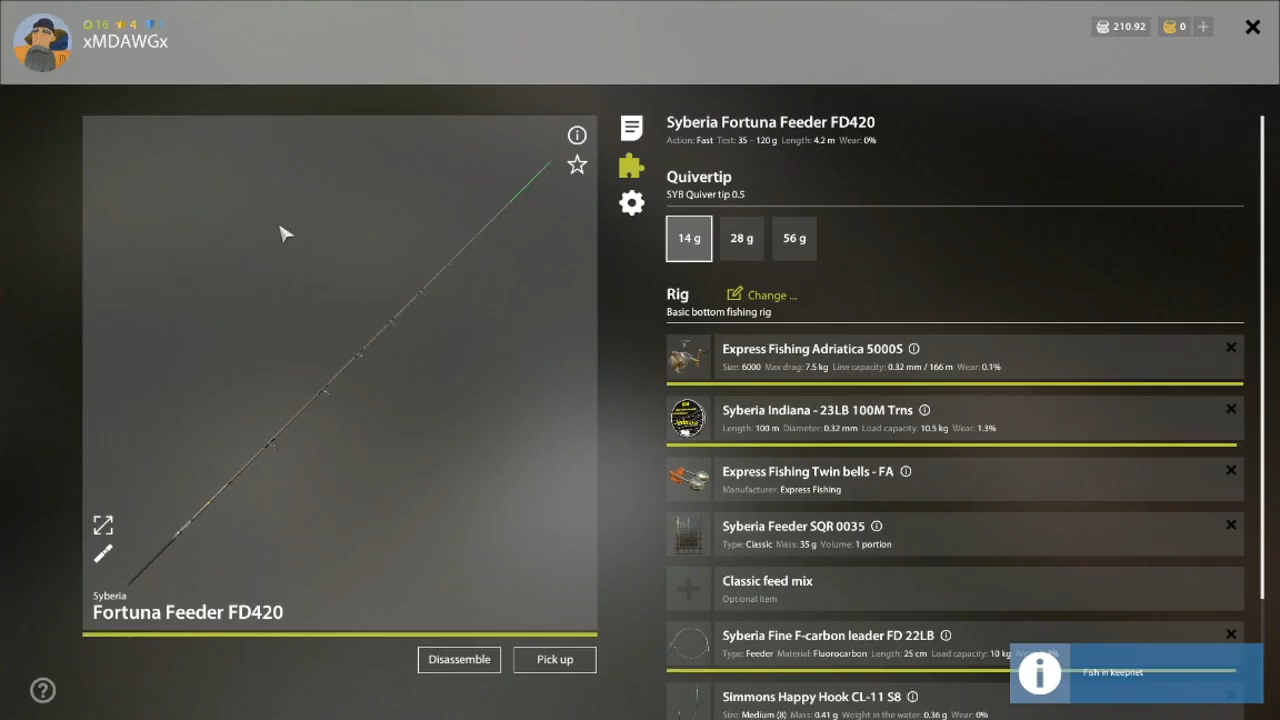 16 4
xMDAWGx
210.92 0
Syberia Fortuna Feeder FD420
Action: Fast Test: 35 – 120 g Length: 4.2 m Wear: 0%
Quivertip
SYB Quiver tip 0.5
14 g 28 g 56 g
Rig Change ...
Basic bottom fishing rig
Express Fishing Adriatica 5000S
Size: 6000 Max drag: 7.5 kg Line capacity: 0.32 mm / 166 m Wear: 0.1%
Syberia Indiana - 23LB 100M Trns
Length: 100 m Diameter: 0.32 mm Load capacity: 10.5 kg Wear: 1.3%
Express Fishing Twin bells - FA
Manufacturer: Express Fishing
Syberia Feeder SQR 0035
Type: Classic Mass: 35 g Volume: 1 portion
Classic feed mix
Optional item
Syberia Fine F-carbon leader FD 22LB
Type: Feeder Material: Fluorocarbon Length: 25 cm Load capacity: 10 kg
Simmons Happy Hook CL-11 S8
Size: Medium (8) Mass: 0.41 g Weight in the water: 0.36 g Wear: 0%
Syberia
Fortuna Feeder FD420
Disassemble Pick up
Fish in keepnet